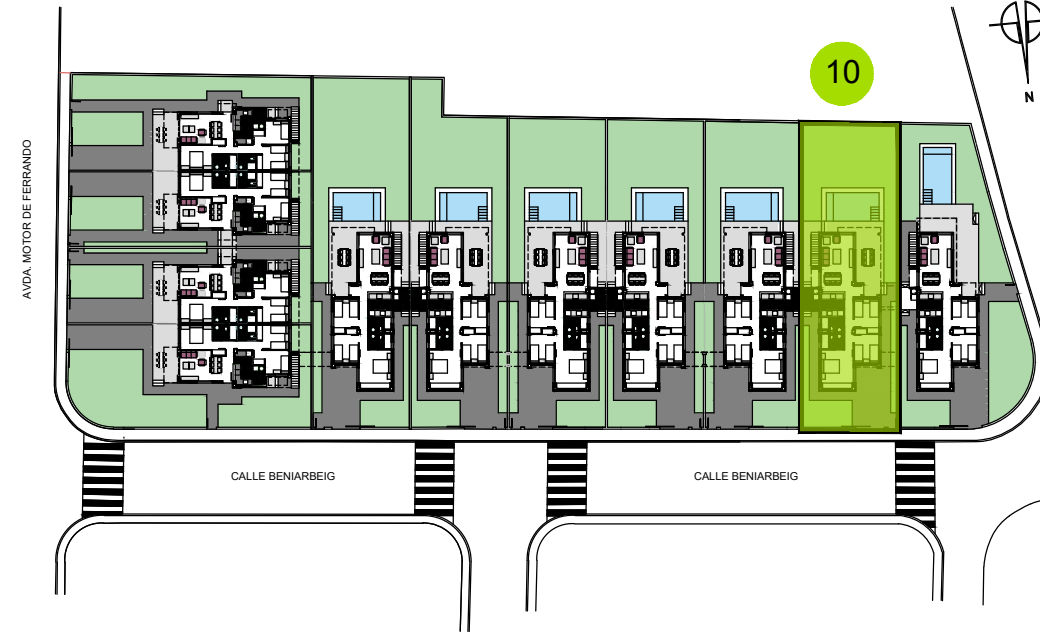 10
N
AVDA. MOTOR DE FERRANDO
CALLE BENIARBEIG
CALLE BENIARBEIG